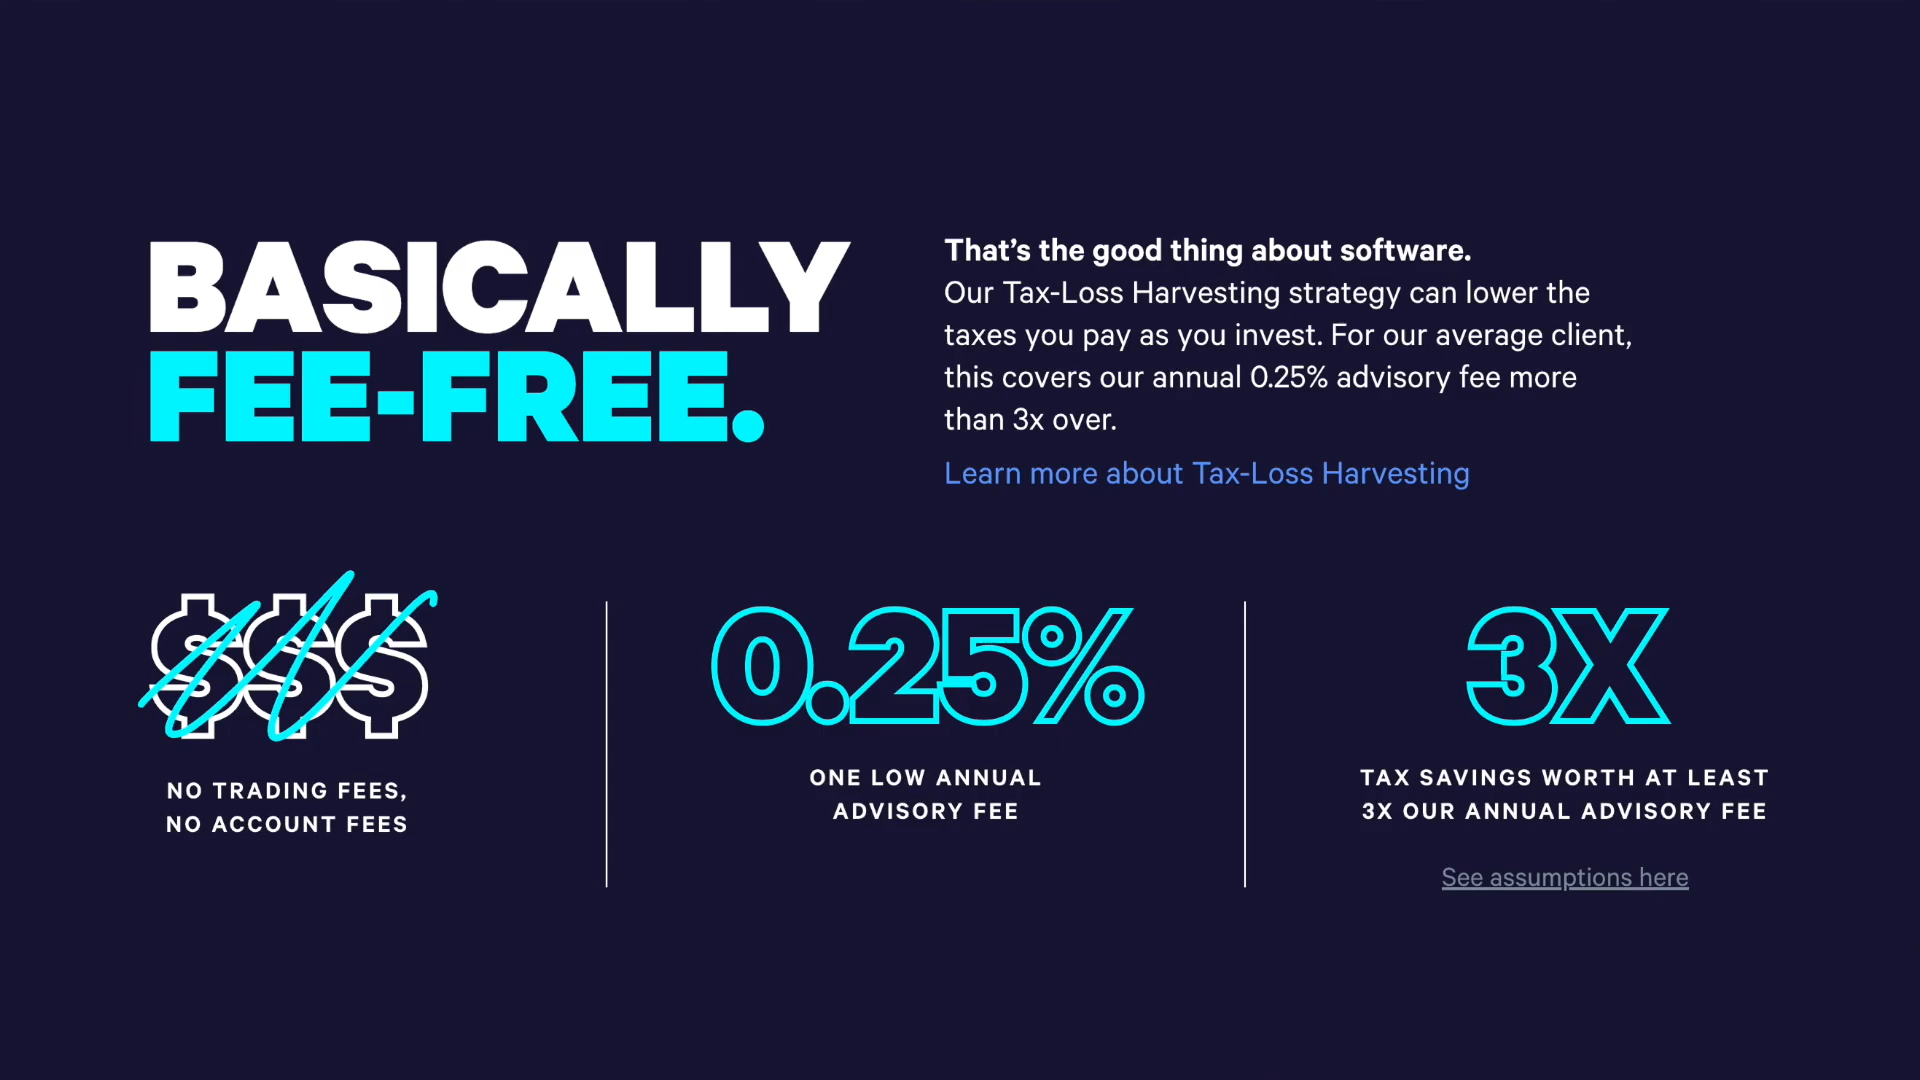 BASICALLY
FEE-FREE.
That’s the good thing about software.
Our Tax-Loss Harvesting strategy can lower the
taxes you pay as you invest. For our average client,
this covers our annual 0.25% advisory fee more
than 3x over.
Learn more about Tax-Loss Harvesting
$$$
NO TRADING FEES,
NO ACCOUNT FEES
0.25%
ONE LOW ANNUAL
ADVISORY FEE
3X
TAX SAVINGS WORTH AT LEAST
3X OUR ANNUAL ADVISORY FEE
See assumptions here